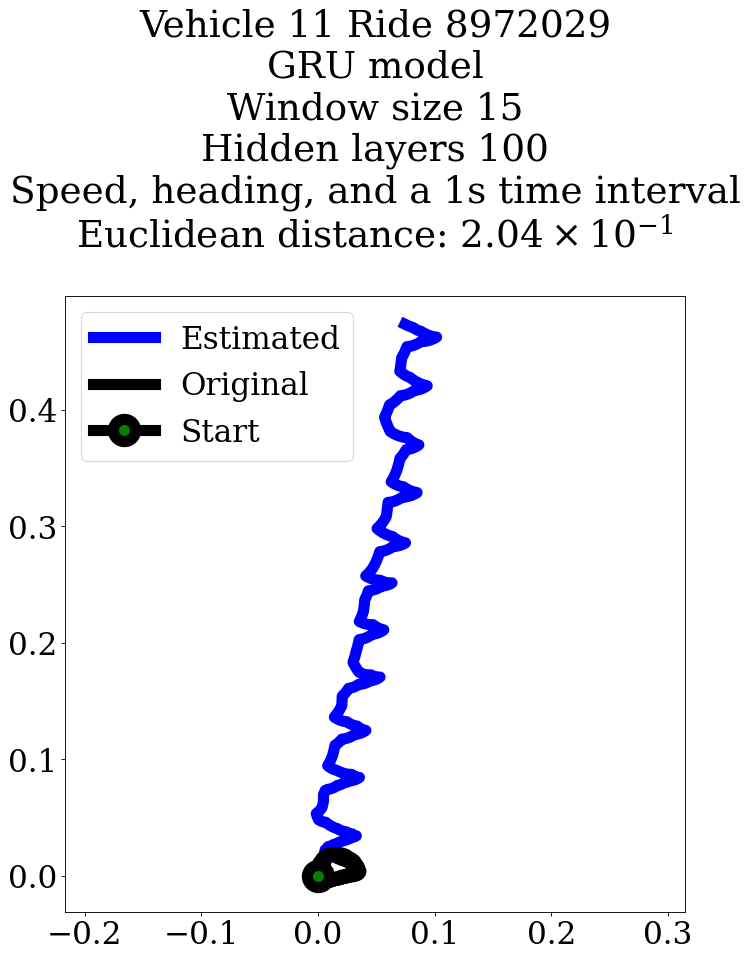 Vehicle 11 Ride 8972029
GRU model
Window size 15
Hidden layers 100
Speed, heading, and a 1s time interval
Euclidean distance: 2.04 × 10⁻¹
Estimated
Original
Start
0.4
0.3
0.2
0.1
0.0
−0.2 −0.1 0.0 0.1 0.2 0.3